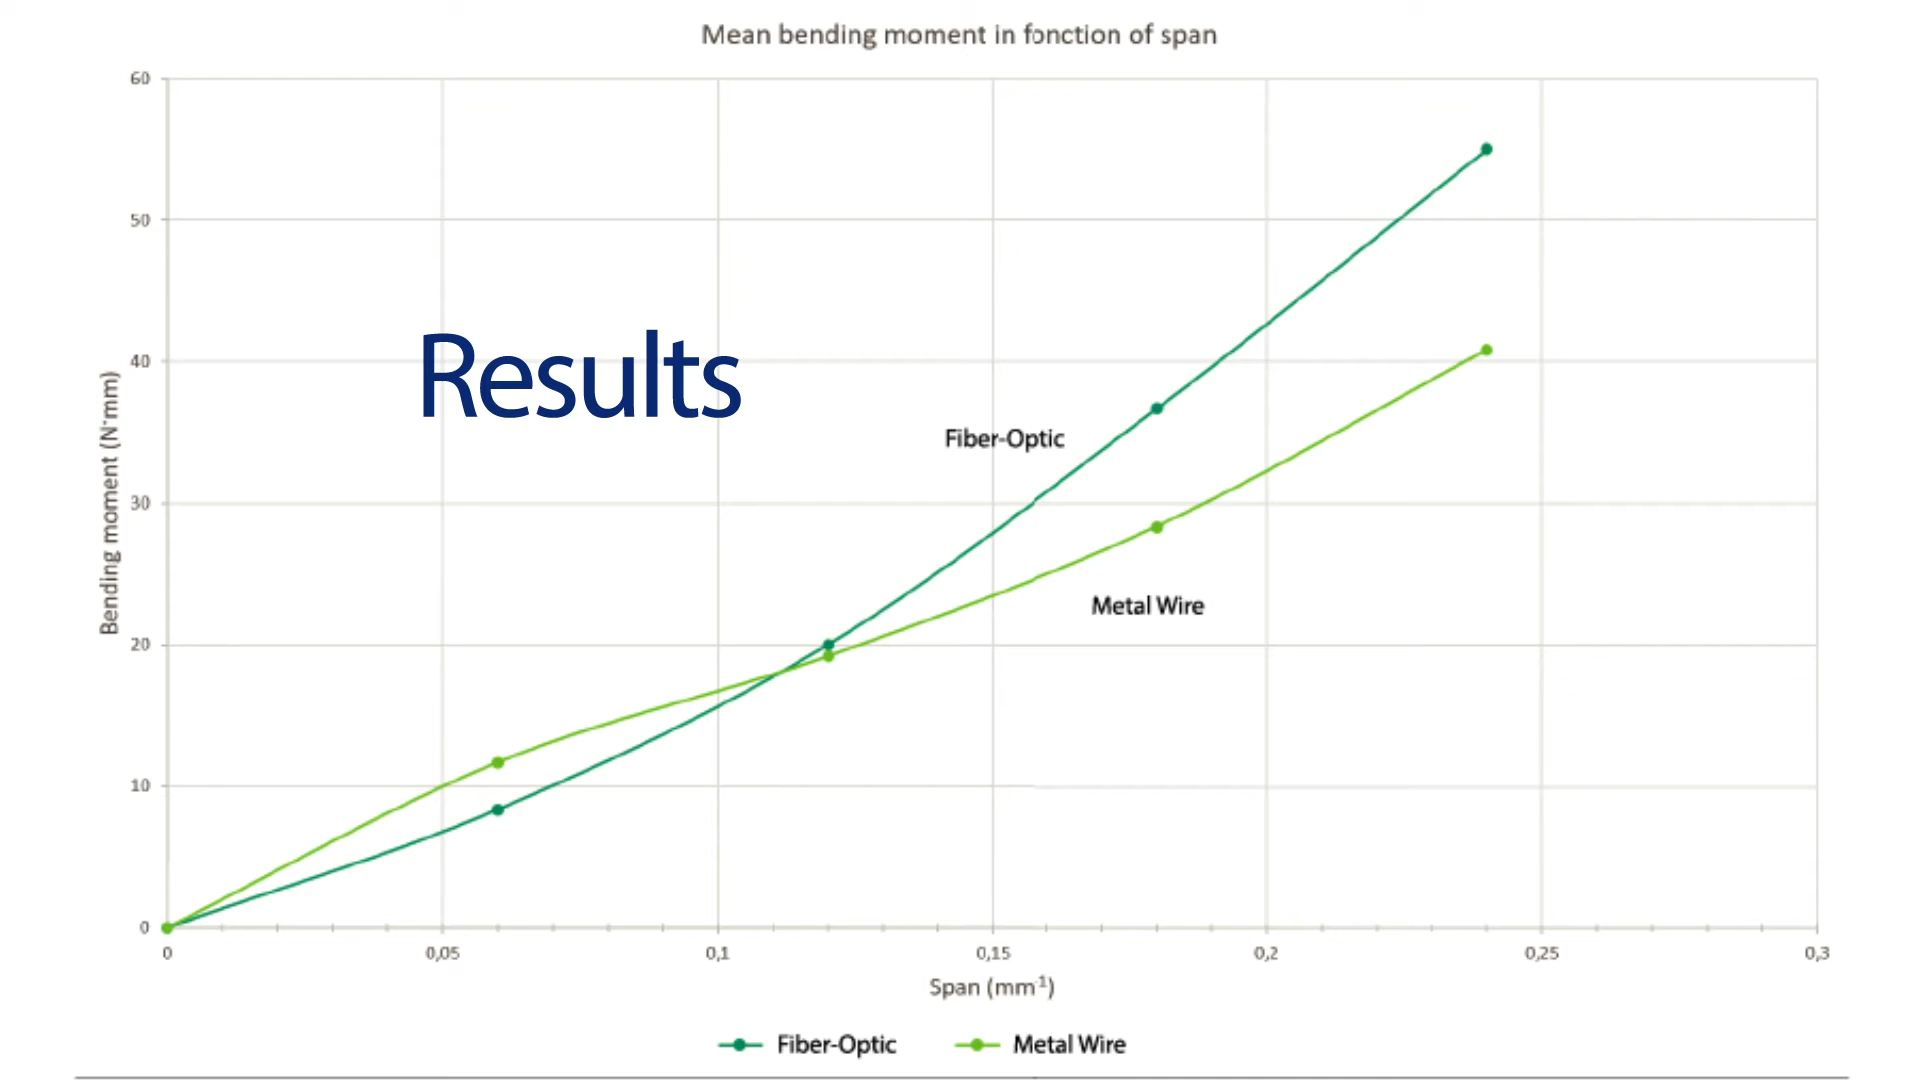 Mean bending moment in fonction of span
60
50
40
30
20
10
0
Bending moment (N·mm)
Results
Fiber-Optic
Metal Wire
0 0,05 0,1 0,15 0,2 0,25 0,3
Span (mm⁻¹)
Fiber-Optic Metal Wire